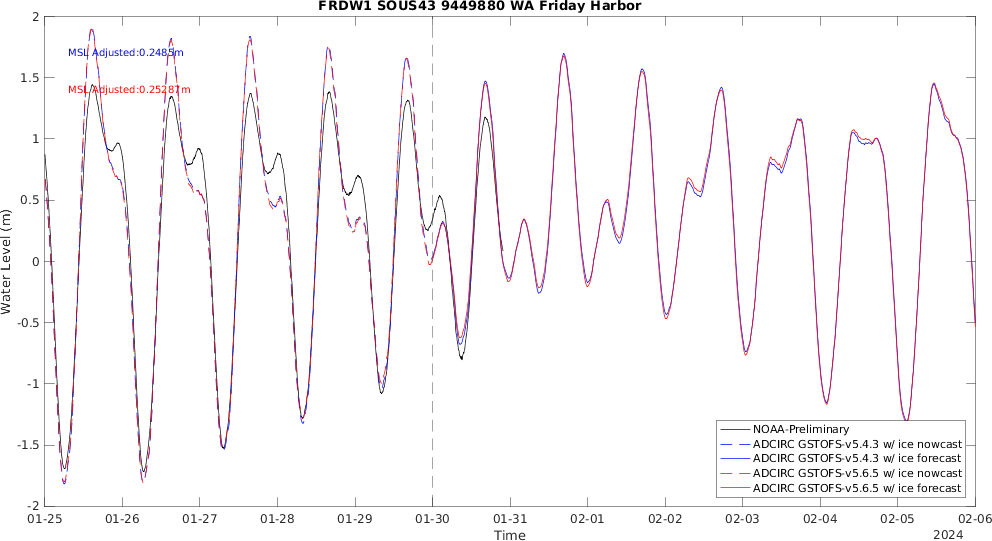 FRDW1 SOUS43 9449880 WA Friday Harbor
MSL Adjusted:0.2485m
MSL Adjusted:0.25287m
2
1.5
1
0.5
0
-0.5
-1
-1.5
-2
Water Level (m)
01-25 01-26 01-27 01-28 01-29 01-30 01-31 02-01 02-02 02-03 02-04 02-05 02-06
Time
2024
NOAA-Preliminary
ADCIRC GSTOFS-v5.4.3 w/ ice nowcast
ADCIRC GSTOFS-v5.4.3 w/ ice forecast
ADCIRC GSTOFS-v5.6.5 w/ ice nowcast
ADCIRC GSTOFS-v5.6.5 w/ ice forecast